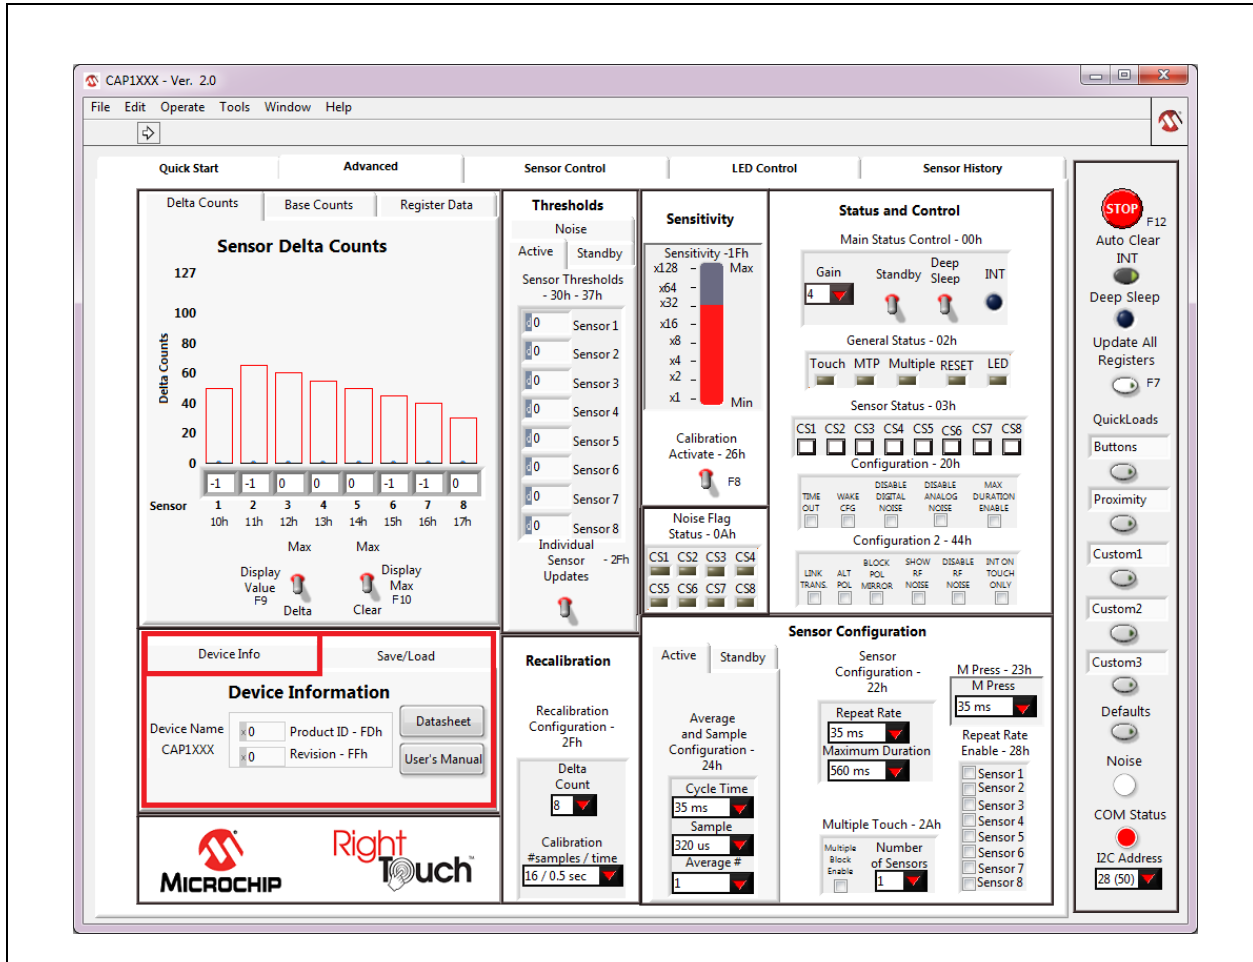 CAP1XXX - Ver. 2.0
File Edit Operate Tools Window Help
Quick Start Advanced Sensor Control LED Control Sensor History
Delta Counts Base Counts Register Data
Sensor Delta Counts
127
100
80
60
40
20
0
Delta Counts
-1 -1 0 0 0 -1 -1 0
Sensor 1 2 3 4 5 6 7 8
10h 11h 12h 13h 14h 15h 16h 17h
Max Max
Display Value F9
Delta
Display Max F10
Clear
Thresholds
Noise
Active Standby
Sensor Thresholds
- 30h - 37h
d 0 Sensor 1
d 0 Sensor 2
d 0 Sensor 3
d 0 Sensor 4
d 0 Sensor 5
d 0 Sensor 6
d 0 Sensor 7
d 0 Sensor 8
Individual
Sensor - 2Fh
Updates
Sensitivity
Sensitivity -1Fh
x128 Max
x64
x32
x16
x8
x4
x2
x1 Min
Calibration
Activate - 26h
F8
Noise Flag
Status - 0Ah
CS1 CS2 CS3 CS4
CS5 CS6 CS7 CS8
Status and Control
Main Status Control - 00h
Gain Standby Deep Sleep INT
4
General Status - 02h
Touch MTP Multiple RESET LED
Sensor Status - 03h
CS1 CS2 CS3 CS4 CS5 CS6 CS7 CS8
Configuration - 20h
TIME OUT WAKE CFG DISABLE DIGITAL NOISE DISABLE ANALOG NOISE MAX DURATION ENABLE
Configuration 2 - 44h
LINK TRANS. ALT POL BLOCK POL MIRROR SHOW RF NOISE DISABLE RF NOISE INT ON TOUCH ONLY
Device Info Save/Load
Device Information
Device Name
CAP1XXX
x 0 Product ID - FDh
x 0 Revision - FFh
Datasheet
User's Manual
MICROCHIP
Right
Touch™
Recalibration
Recalibration
Configuration -
2Fh
Delta
Count
8
Calibration
#samples / time
16 / 0.5 sec
Sensor Configuration
Active Standby
Average
and Sample
Configuration -
24h
Cycle Time
35 ms
Sample
320 us
Average #
1
Sensor
Configuration -
22h
Repeat Rate
35 ms
Maximum Duration
560 ms
Multiple Touch - 2Ah
Multiple Block Enable
Number
of Sensors
1
M Press - 23h
M Press
35 ms
Repeat Rate
Enable - 28h
Sensor 1
Sensor 2
Sensor 3
Sensor 4
Sensor 5
Sensor 6
Sensor 7
Sensor 8
STOP F12
Auto Clear
INT
Deep Sleep
Update All
Registers
F7
QuickLoads
Buttons
Proximity
Custom1
Custom2
Custom3
Defaults
Noise
COM Status
I2C Address
28 (50)